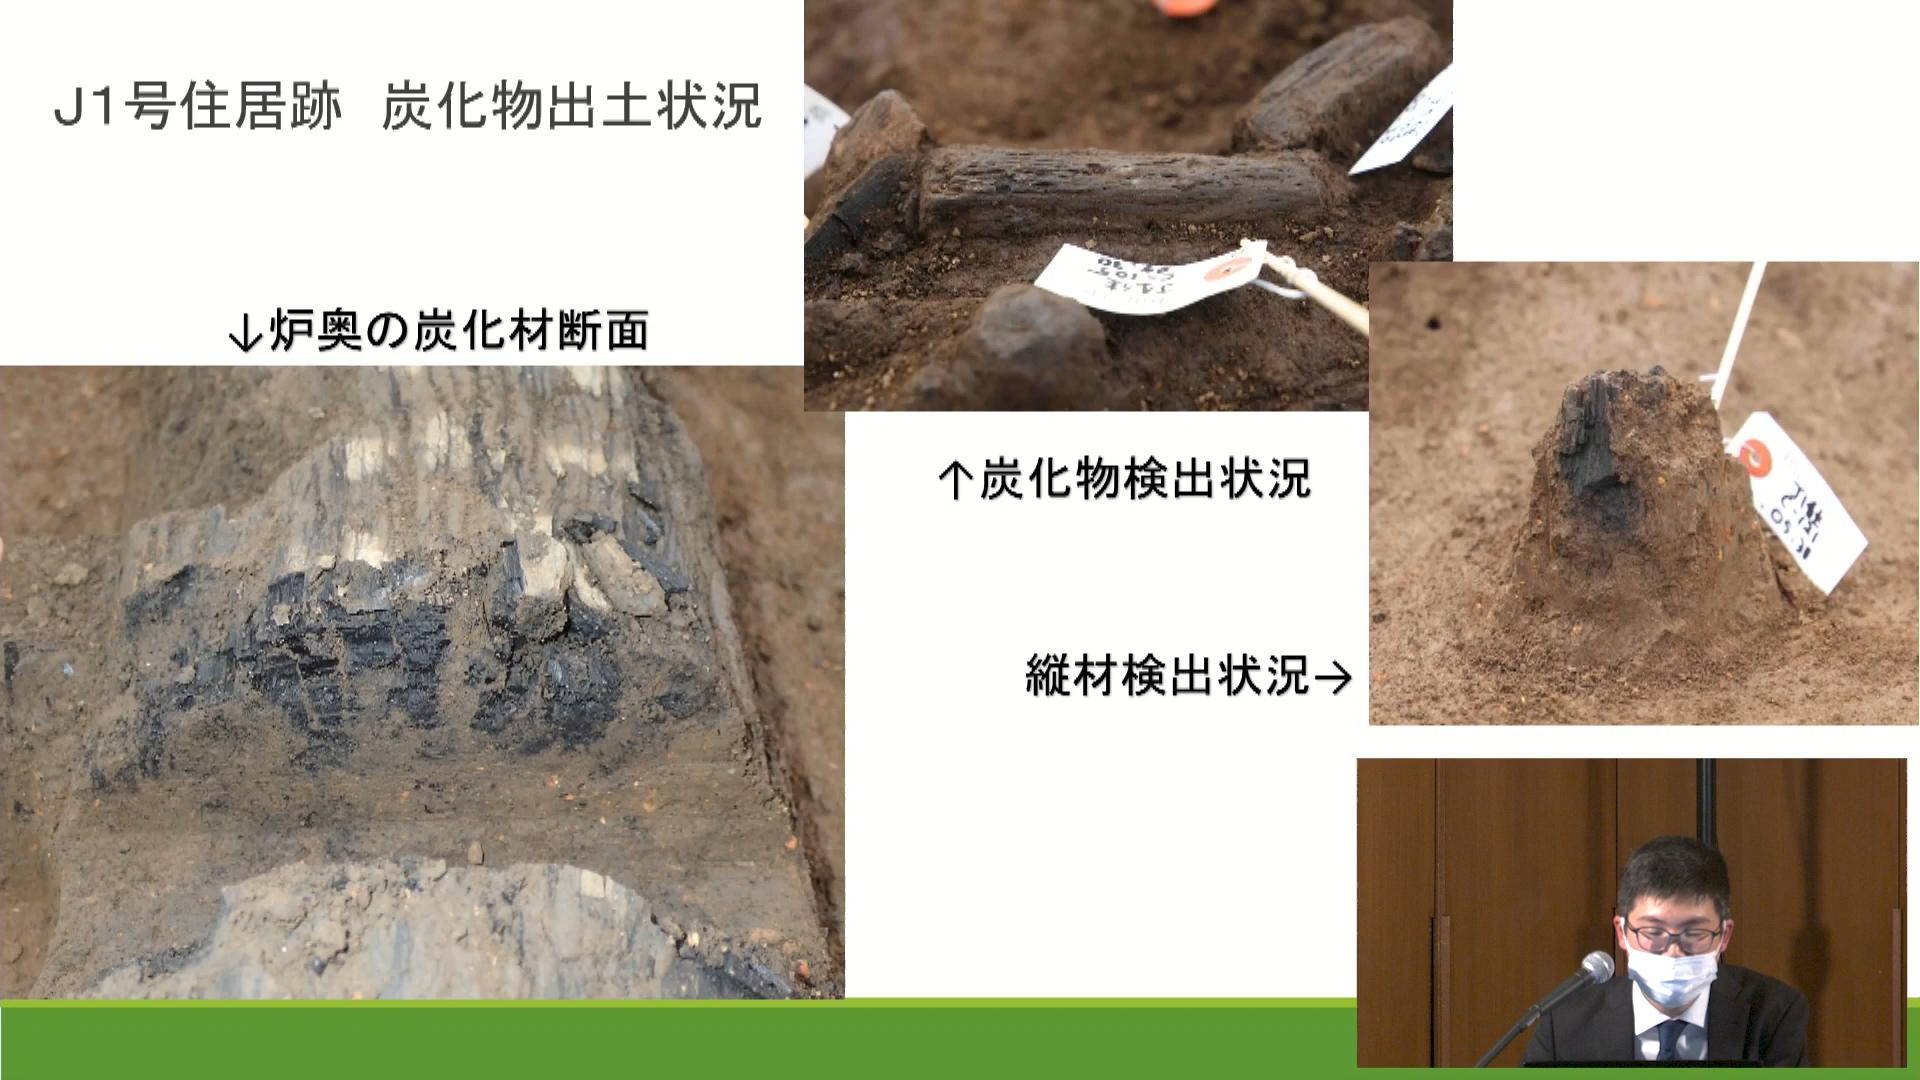 J1号住居跡　炭化物出土状況
↓炉奥の炭化材断面
↑炭化物検出状況
縦材検出状況→